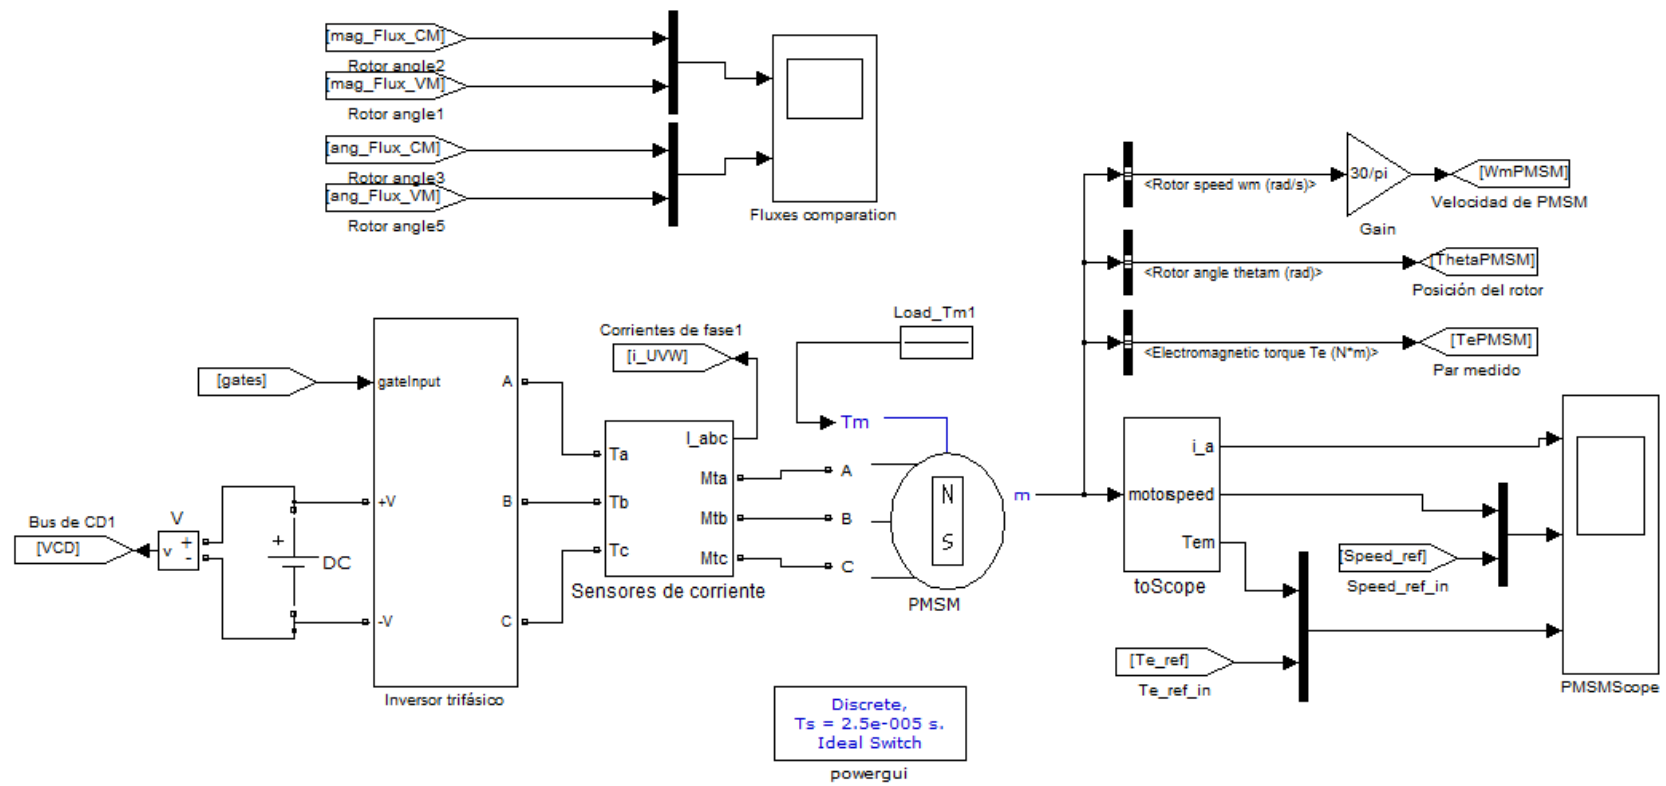 [mag_Flux_CM]
Rotor angle2
[mag_Flux_VM]
Rotor angle1
[ang_Flux_CM]
Rotor angle3
[ang_Flux_VM]
Rotor angle5
Fluxes comparation
<Rotor speed wm (rad/s)>
30/pi
Gain
[WmPMSM]
Velocidad de PMSM
<Rotor angle thetam (rad)>
[ThetaPMSM]
Posición del rotor
<Electromagnetic torque Te (N*m)>
[TePMSM]
Par medido
Load_Tm1
Corrientes de fase1
[i_UVW]
[gates]
gateInput
A
B
C
+V
-V
Inversor trifásico
Bus de CD1
[VCD]
V
v
+
-
+
DC
Ta
Tb
Tc
I_abc
Mta
Mtb
Mtc
Sensores de corriente
Tm
A
B
C
N
S
PMSM
m
i_a
motor
speed
Tem
toScope
[Speed_ref]
Speed_ref_in
[Te_ref]
Te_ref_in
PMSMScope
Discrete,
Ts = 2.5e-005 s.
Ideal Switch
powergui